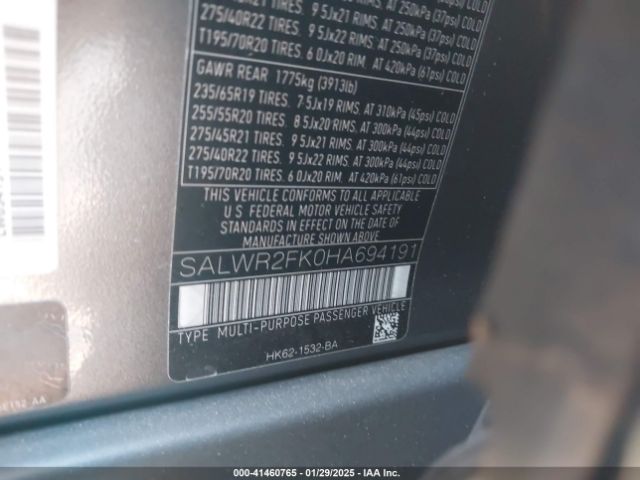 275/40R22 TIRES. 9 5Jx22 RIMS. AT 250kPa (37psi) COLD
T195/70R20 TIRES. 6 0Jx20 RIM. AT 420kPa (61psi) COLD
GAWR REAR 1775kg (3913lb)
235/65R19 TIRES. 7 5Jx19 RIMS. AT 310kPa (45psi) COLD
255/55R20 TIRES. 8 5Jx20 RIMS. AT 300kPa (44psi) COLD
275/45R21 TIRES. 9 5Jx21 RIMS. AT 300kPa (44psi) COLD
275/40R22 TIRES. 9 5Jx22 RIMS. AT 300kPa (44psi) COLD
T195/70R20 TIRES. 6 0Jx20 RIM. AT 420kPa (61psi) COLD
THIS VEHICLE CONFORMS TO ALL APPLICABLE
U S FEDERAL MOTOR VEHICLE SAFETY
STANDARDS IN EFFECT ON THE DATE OF
MANUFACTURE SHOWN ABOVE
SALWR2FK0HA694191
TYPE MULTI-PURPOSE PASSENGER VEHICLE
HK62-1532-BA
000-41460765 | 01/29/2025 | IAA Inc.